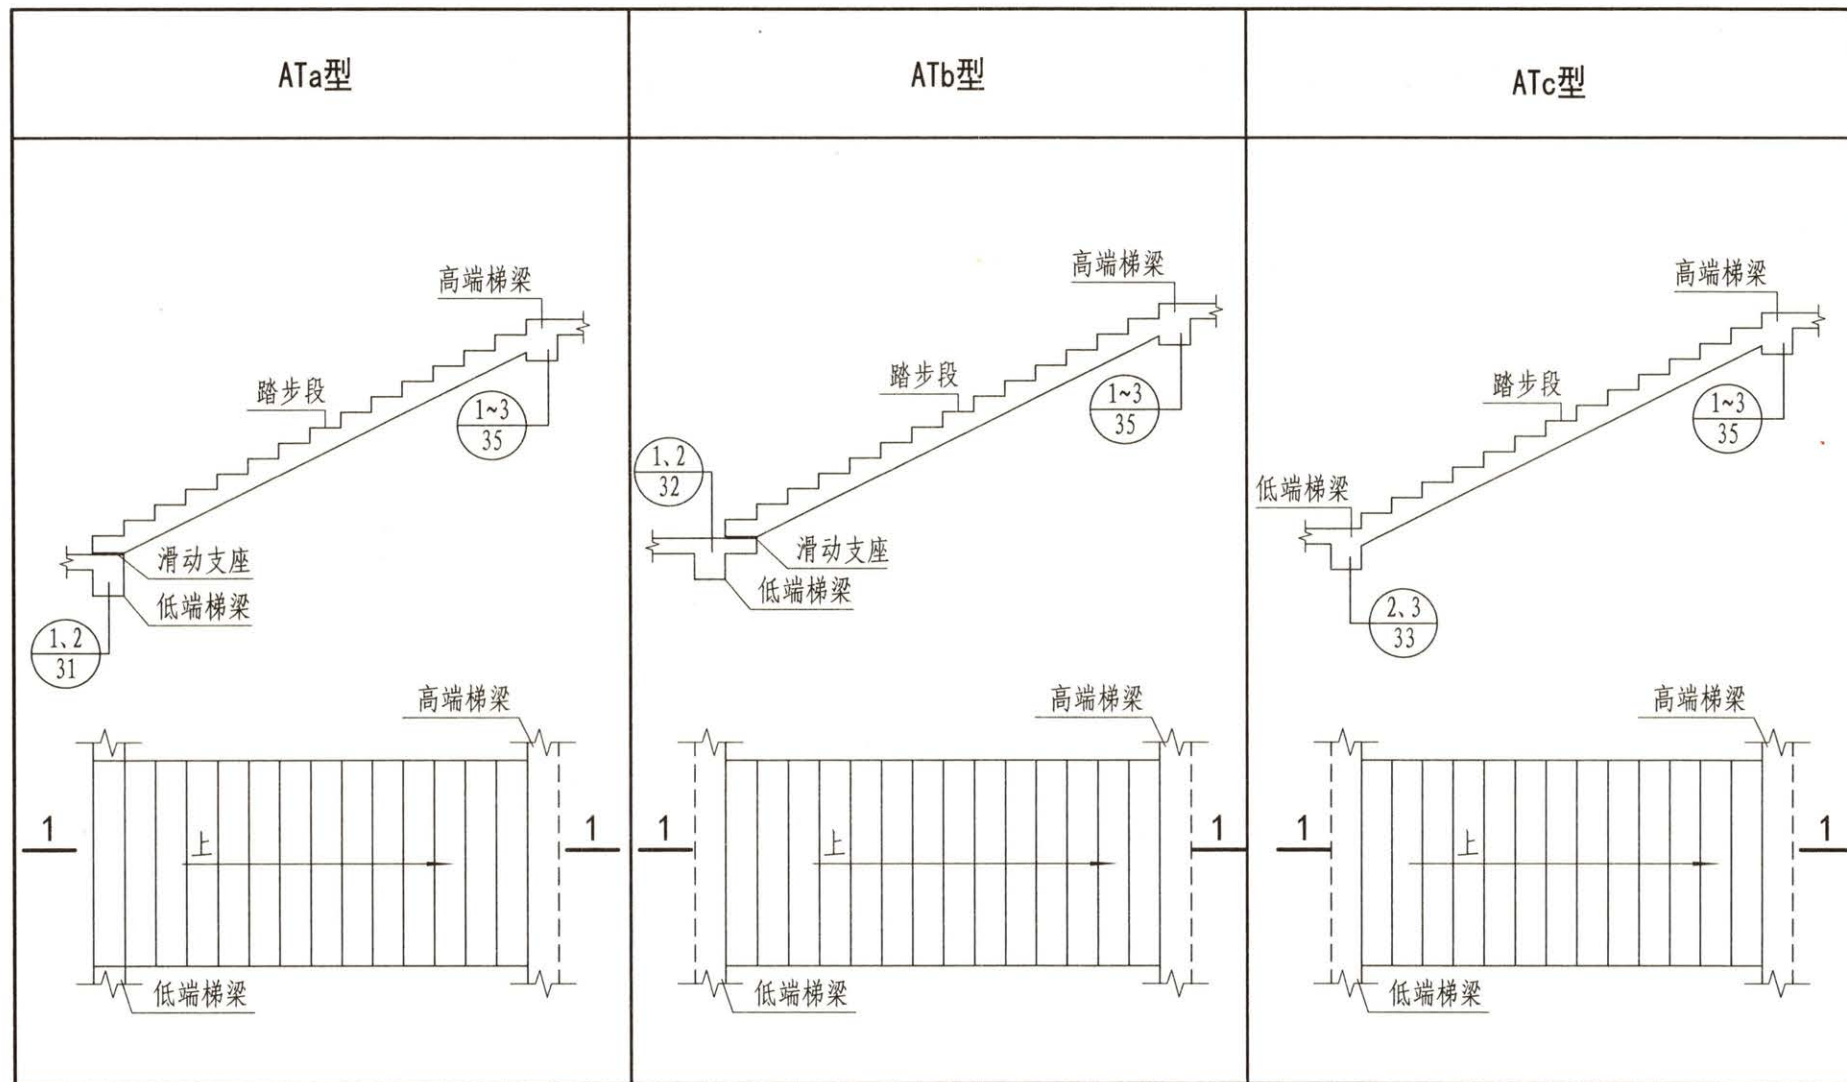 ATa型
ATb型
ATc型
高端梯梁
踏步段
1~3
35
滑动支座
低端梯梁
1、2
31
高端梯梁
1
上
1
低端梯梁
高端梯梁
踏步段
1~3
35
1、2
32
滑动支座
低端梯梁
高端梯梁
1
上
1
低端梯梁
高端梯梁
踏步段
1~3
35
低端梯梁
2、3
33
高端梯梁
1
上
1
低端梯梁